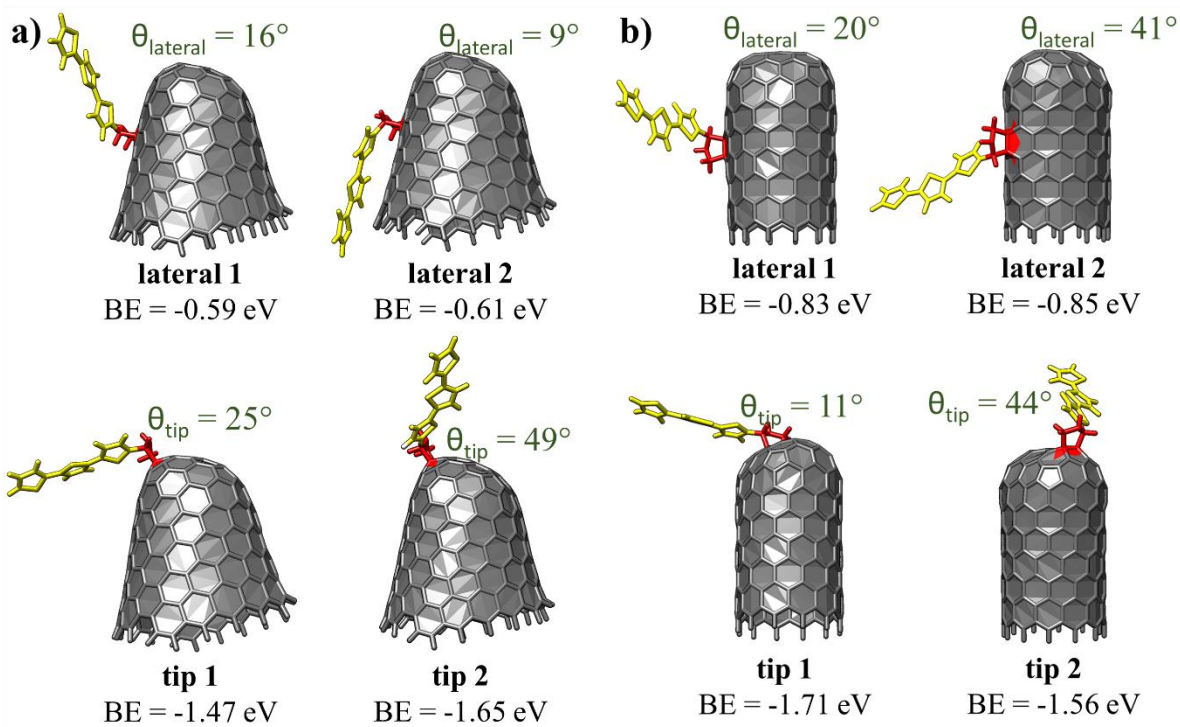 a)
θlateral = 16°
θlateral = 9°
lateral 1
BE = -0.59 eV
lateral 2
BE = -0.61 eV
θtip = 25°
θtip = 49°
tip 1
BE = -1.47 eV
tip 2
BE = -1.65 eV
b)
θlateral = 20°
θlateral = 41°
lateral 1
BE = -0.83 eV
lateral 2
BE = -0.85 eV
θtip = 11°
θtip = 44°
tip 1
BE = -1.71 eV
tip 2
BE = -1.56 eV